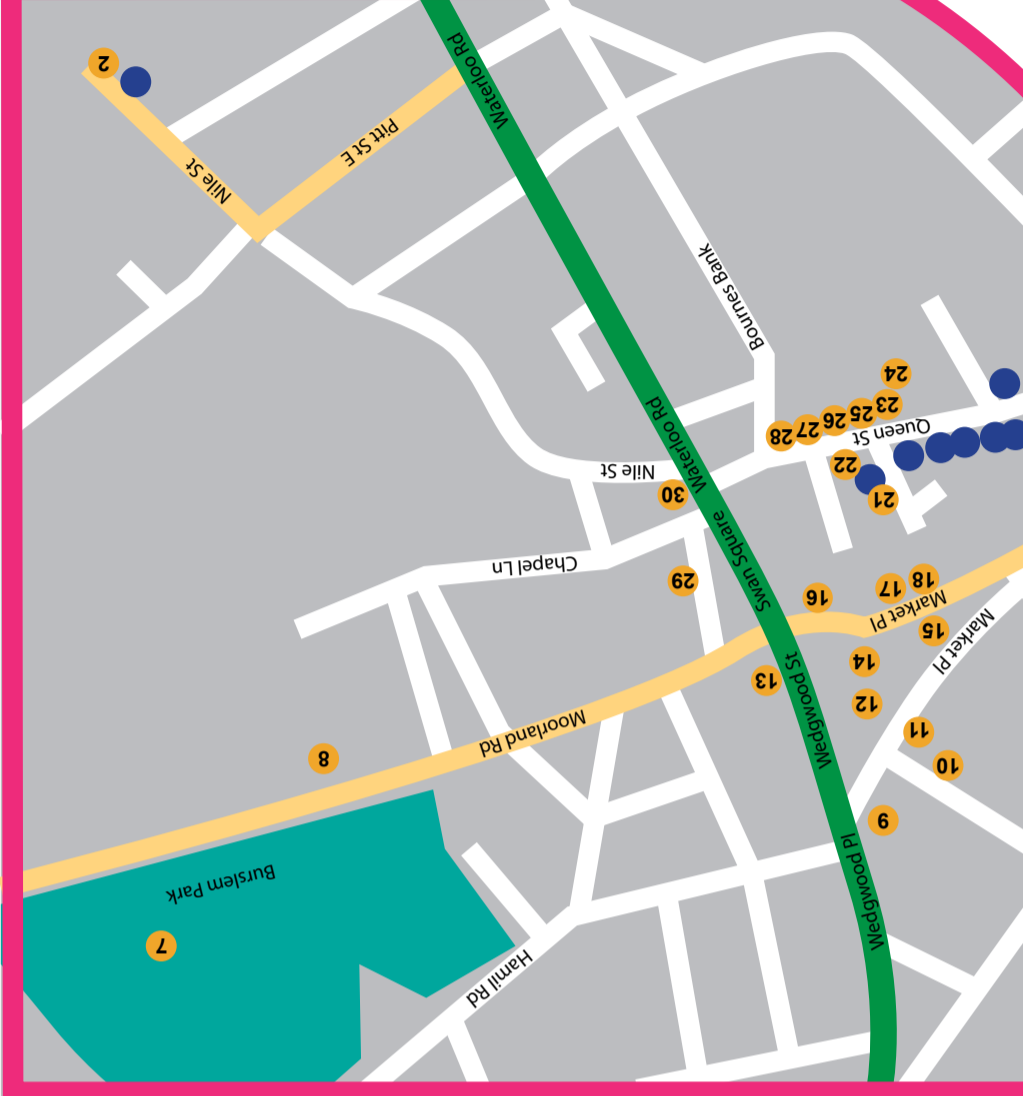 Hamil Rd
7
Wedgwood Pl
Burslem Park
9
10
8
Moorland Rd
11
12
Wedgwood St
13
14
Market Pl
15
Market Pl
16
17
18
29
Swan Square
Chapel Ln
21
30
22
Nile St
Waterloo Rd
Queen St
28
27
26
25
23
24
Bournes Bank
Nile St
Pitt St E
Waterloo Rd
2